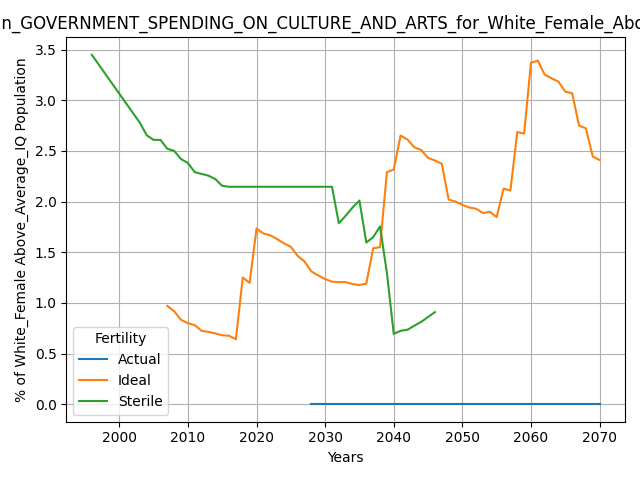 n_GOVERNMENT_SPENDING_ON_CULTURE_AND_ARTS_for_White_Female_Abo
3.5
3.0
2.5
2.0
1.5
1.0
0.5
0.0
% of White_Female Above_Average_IQ Population
Fertility
Actual
Ideal
Sterile
2000 2010 2020 2030 2040 2050 2060 2070
Years